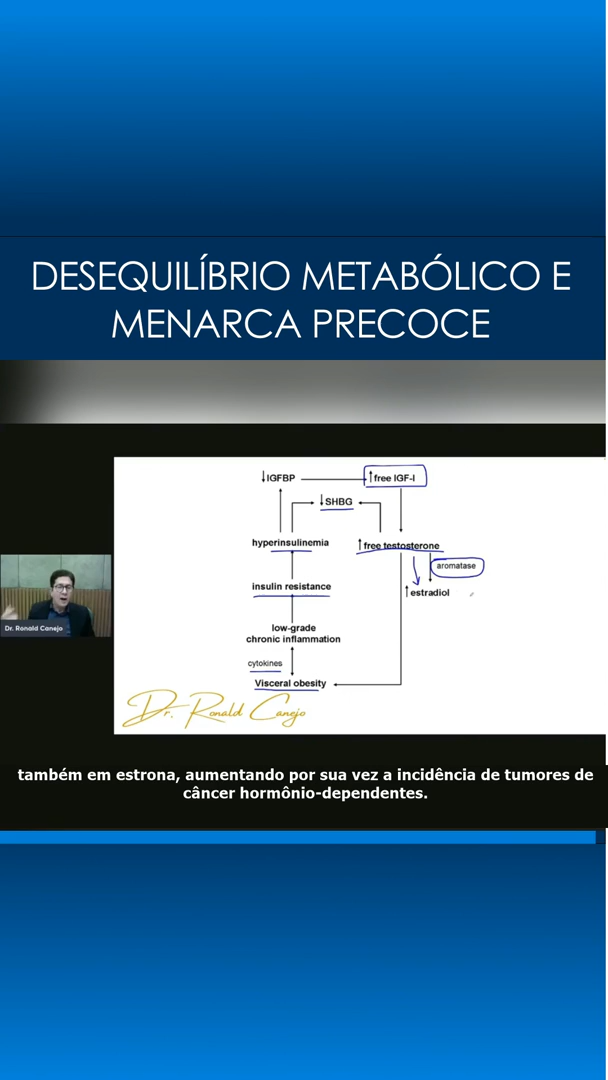 DESEQUILÍBRIO METABÓLICO E
MENARCA PRECOCE
↓IGFBP
↑free IGF-I
↓SHBG
hyperinsulinemia
↑free testosterone
aromatase
insulin resistance
↑estradiol
low-grade
chronic inflammation
cytokines
Visceral obesity
Dr. Ronald Canejo
Dr. Ronald Canejo
também em estrona, aumentando por sua vez a incidência de tumores de
câncer hormônio-dependentes.